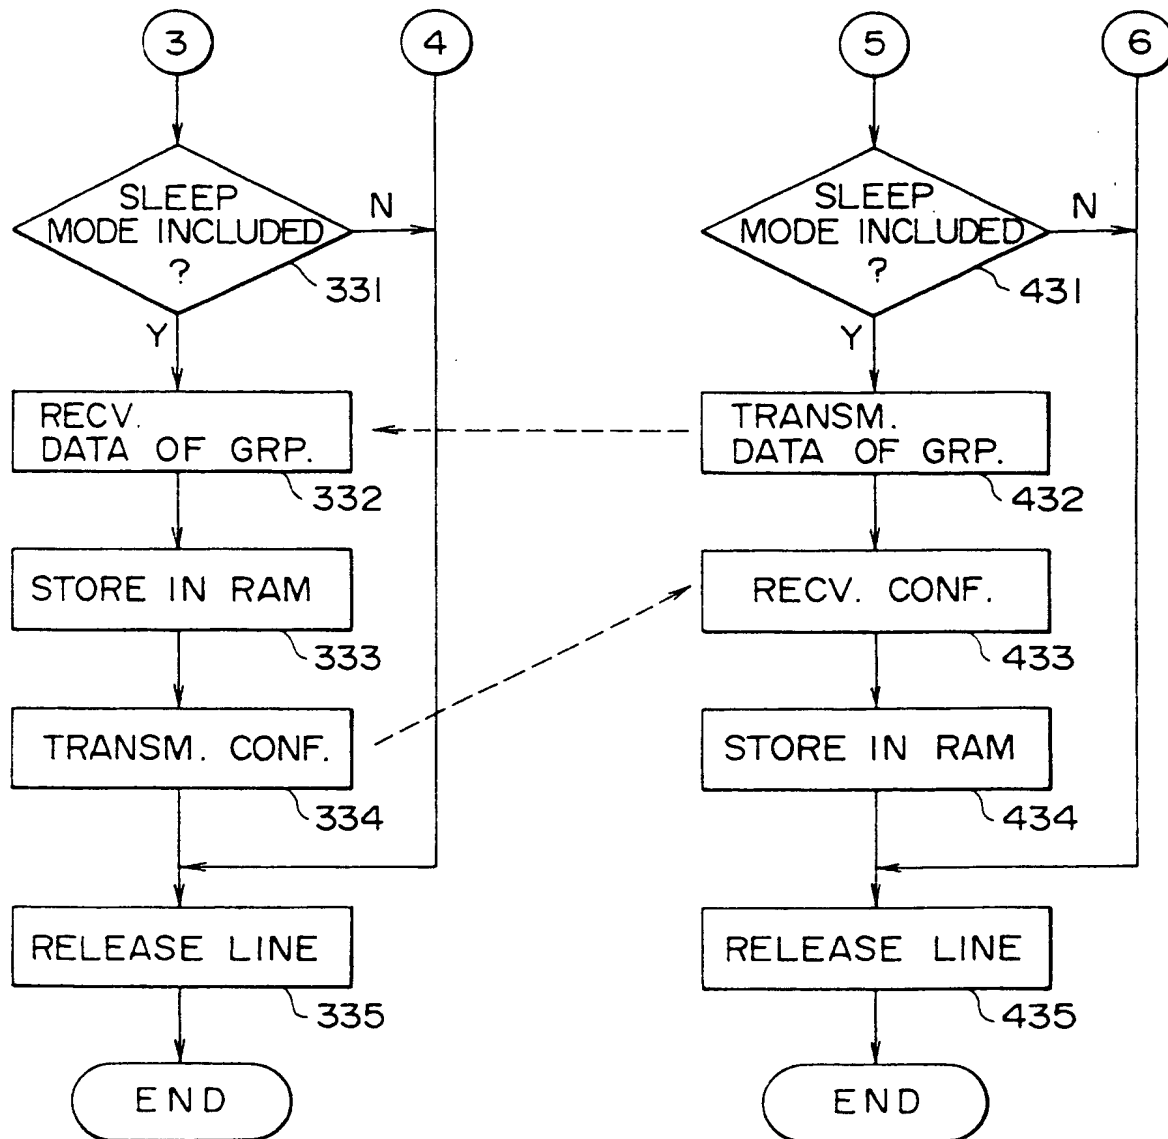 3
4
SLEEP
MODE INCLUDED
?
N
331
Y
RECV.
DATA OF GRP.
332
STORE IN RAM
333
TRANSM. CONF.
334
RELEASE LINE
335
END
5
6
SLEEP
MODE INCLUDED
?
N
431
Y
TRANSM.
DATA OF GRP.
432
RECV. CONF.
433
STORE IN RAM
434
RELEASE LINE
435
END